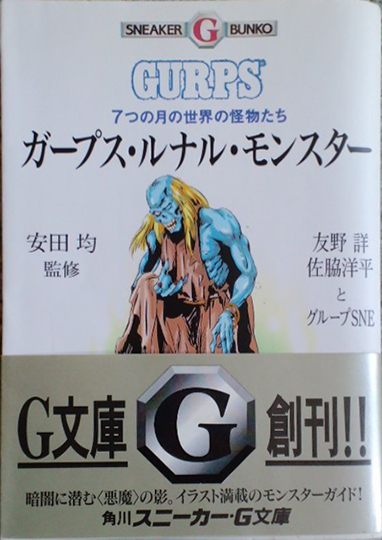 SNEAKER G BUNKO
GURPS
7つの月の世界の怪物たち
ガープス・ルナル・モンスター
安田 均
監修
友野 詳
佐脇洋平
と
グループSNE
G文庫 G 創刊!!
暗闇に潜む〈悪魔〉の影。イラスト満載のモンスターガイド!
角川 スニーカー・G文庫